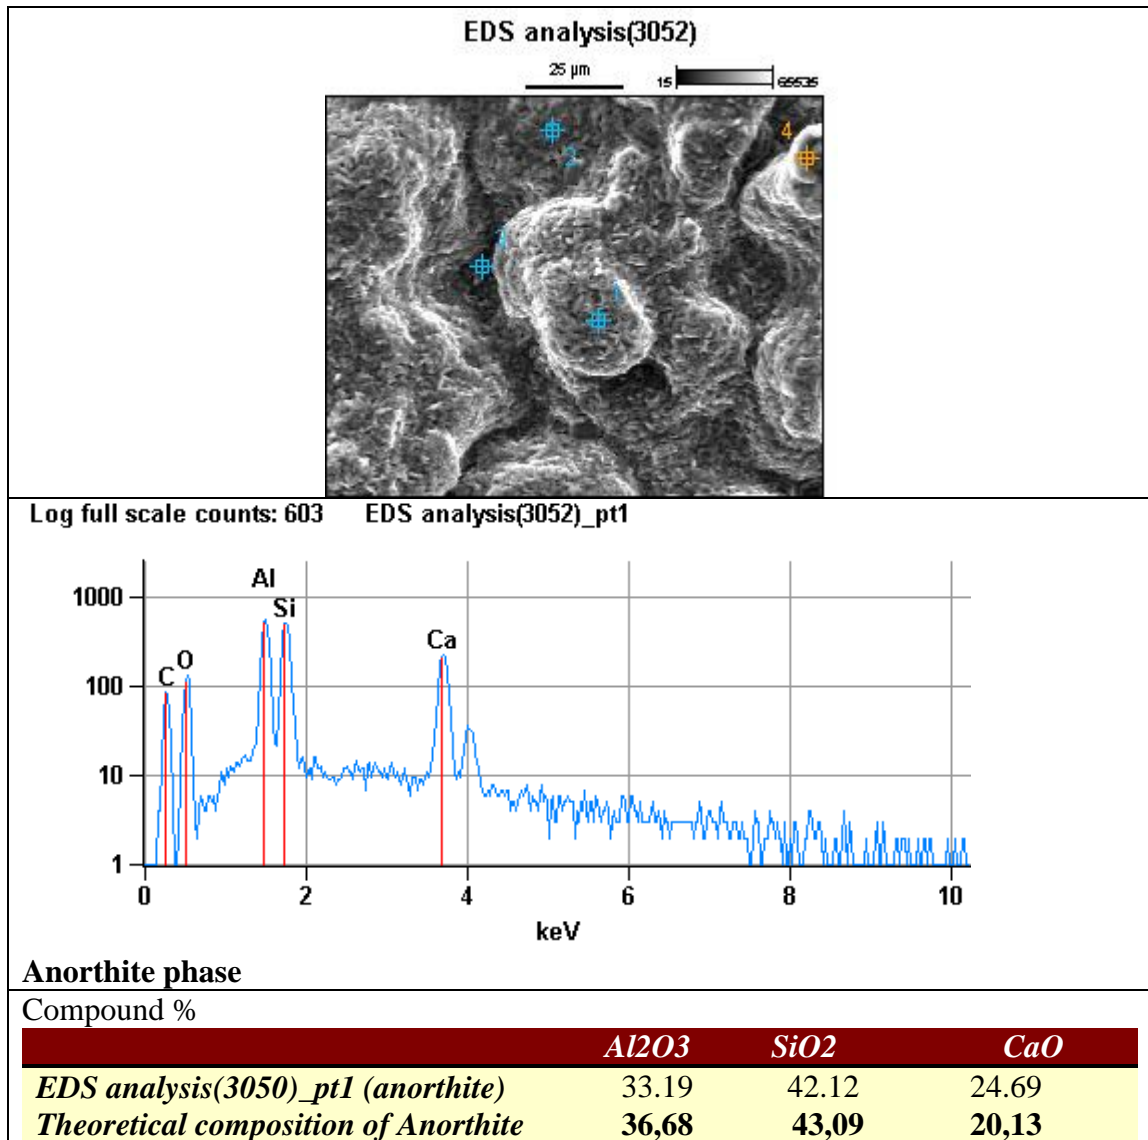 EDS analysis(3052)
25 µm
15 65535
4
2
1
Log full scale counts: 603 EDS analysis(3052)_pt1
Al
1000
Si
Ca
O
C
100
10
1
0 2 4 6 8 10
keV
Anorthite phase
Compound %
Al2O3 SiO2 CaO
EDS analysis(3050)_pt1 (anorthite) 33.19 42.12 24.69
Theoretical composition of Anorthite 36,68 43,09 20,13